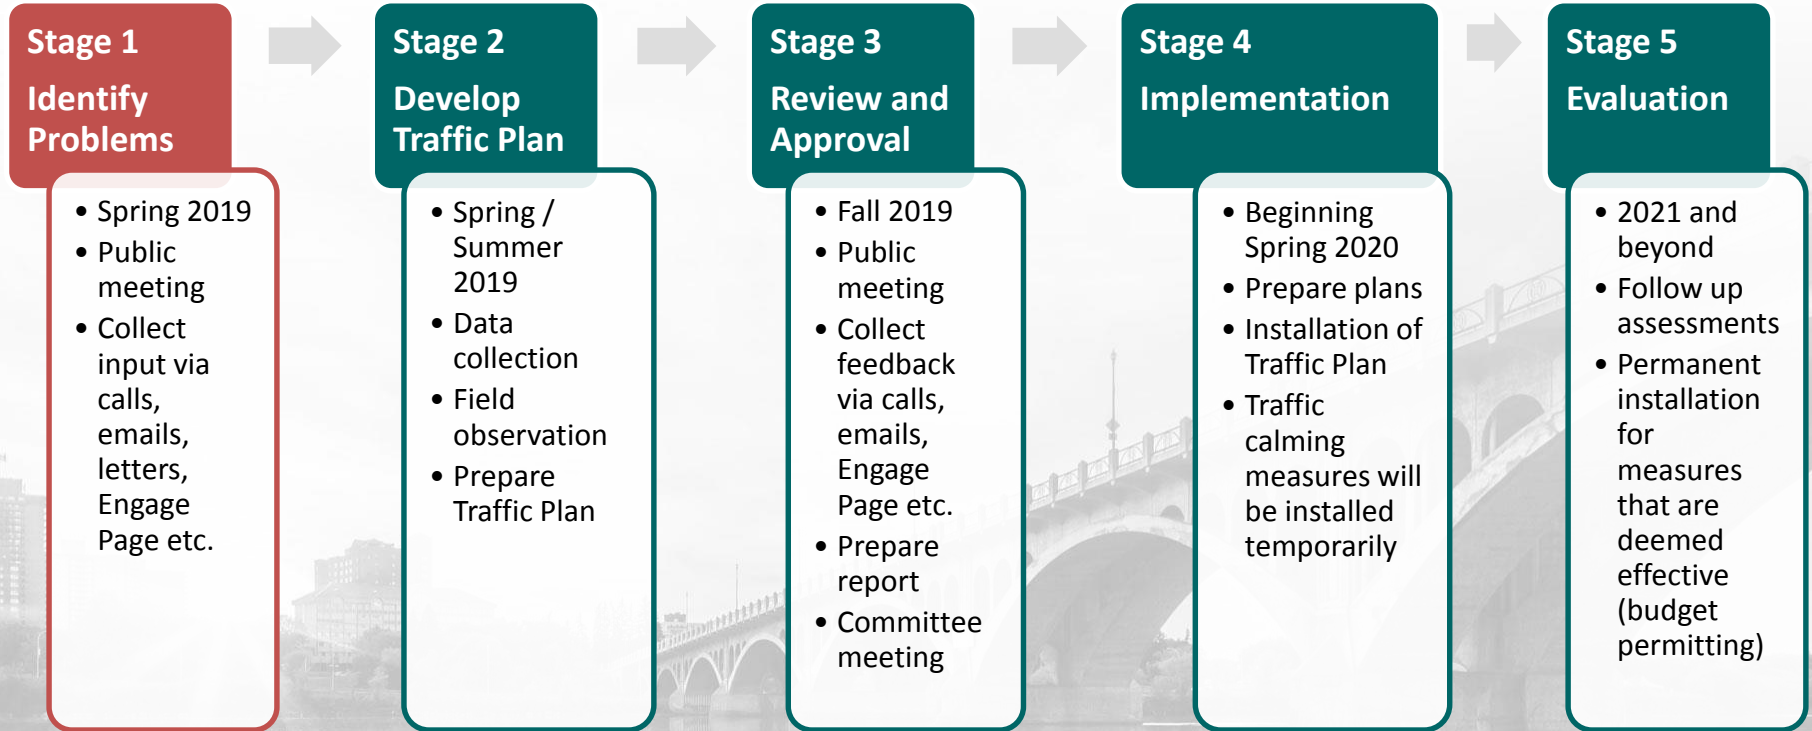 Stage 1
Identify
Problems
• Spring 2019
• Public
meeting
• Collect
input via
calls,
emails,
letters,
Engage
Page etc.
Stage 2
Develop
Traffic Plan
• Spring /
Summer
2019
• Data
collection
• Field
observation
• Prepare
Traffic Plan
Stage 3
Review and
Approval
• Fall 2019
• Public
meeting
• Collect
feedback
via calls,
emails,
Engage
Page etc.
• Prepare
report
• Committee
meeting
Stage 4
Implementation
• Beginning
Spring 2020
• Prepare plans
• Installation of
Traffic Plan
• Traffic
calming
measures will
be installed
temporarily
Stage 5
Evaluation
• 2021 and
beyond
• Follow up
assessments
• Permanent
installation
for
measures
that are
deemed
effective
(budget
permitting)